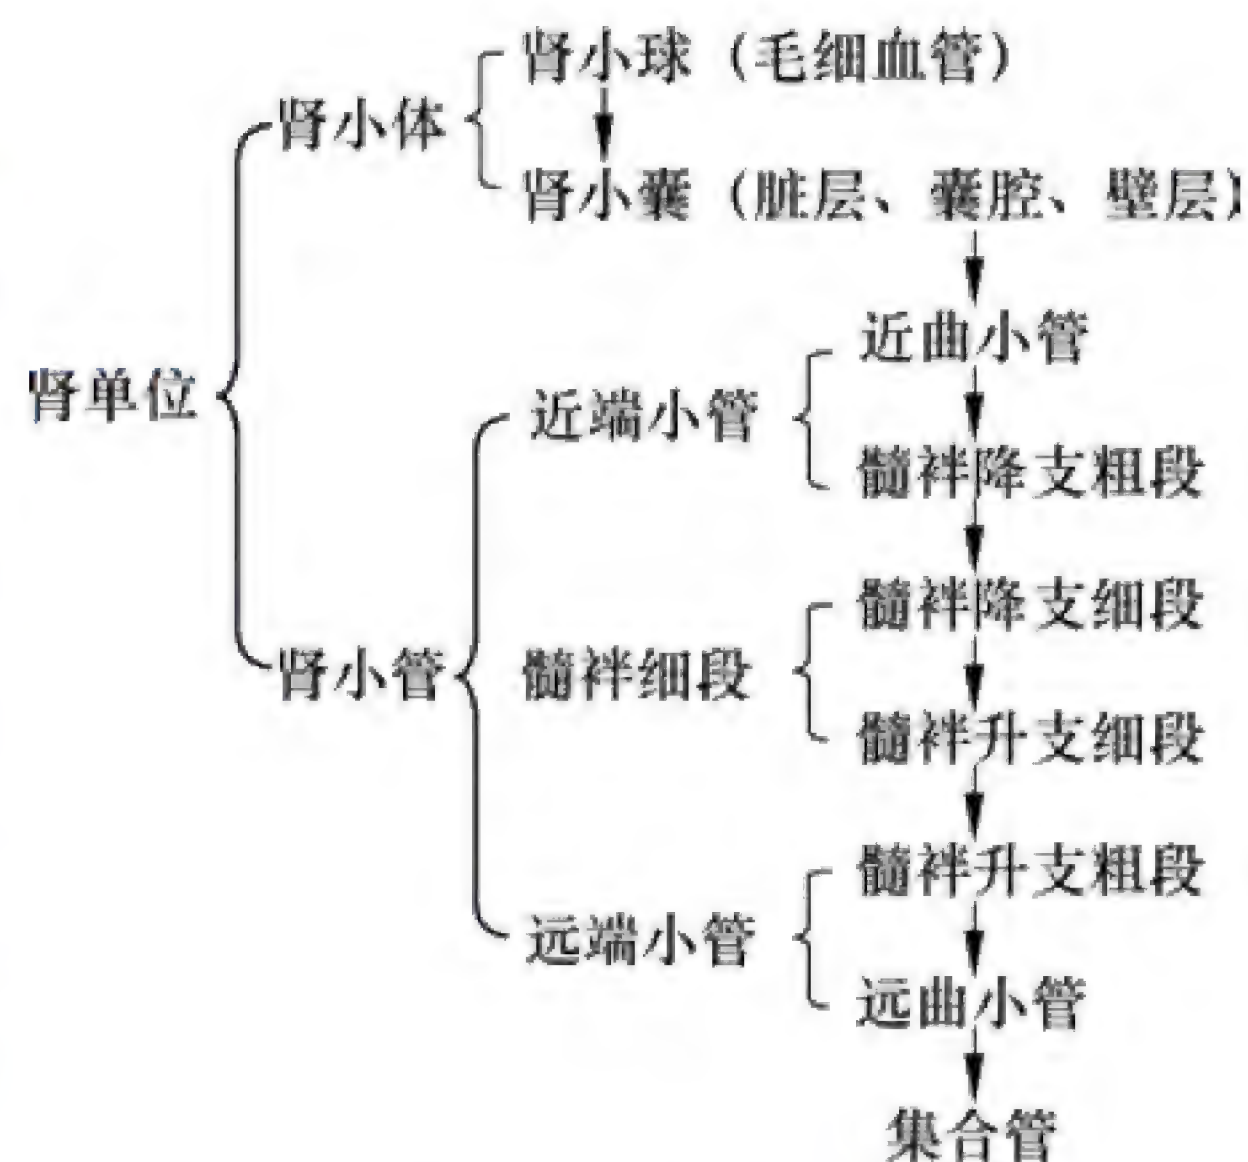 肾小球（毛细血管）
肾小体
肾小囊（脏层、囊腔、壁层）
近曲小管
肾单位
近端小管
髓袢降支粗段
髓袢降支细段
肾小管
髓袢细段
髓袢升支细段
髓袢升支粗段
远端小管
远曲小管
集合管